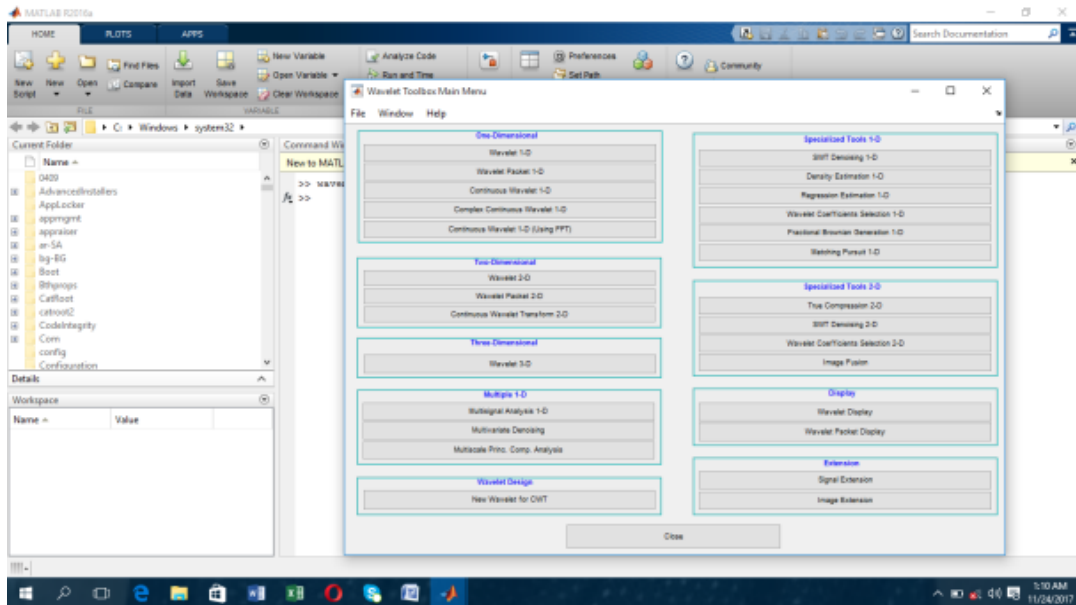 MATLAB R2016a
HOME PLOTS APPS
Search Documentation
New Script
New
Open
Find Files
Compare
Import Data
Save Workspace
New Variable
Open Variable
Clear Workspace
Analyze Code
Run and Time
Preferences
Set Path
Community
FILE
VARIABLE
C: Windows system32
Current Folder
Name
0409
AdvancedInstallers
AppLocker
appmgmt
appraiser
ar-SA
bg-BG
Boot
Bthprops
CatRoot
catroot2
CodeIntegrity
Com
config
Configuration
Details
Workspace
Name Value
Command Wi
New to MATL
>>
fx >>
Wavelet Toolbox Main Menu
File Window Help
One-Dimensional
Wavelet 1-D
Wavelet Packet 1-D
Continuous Wavelet 1-D
Complex Continuous Wavelet 1-D
Continuous Wavelet 1-D (Using FFT)
Two-Dimensional
Wavelet 2-D
Wavelet Packet 2-D
Continuous Wavelet Transform 2-D
Three-Dimensional
Wavelet 3-D
Multiple 1-D
Multisignal Analysis 1-D
Multivariate Denoising
Multiscale Princ. Comp. Analysis
Wavelet Design
New Wavelet for CWT
Specialized Tools 1-D
SWT Denoising 1-D
Density Estimation 1-D
Regression Estimation 1-D
Wavelet Coefficients Selection 1-D
Fractional Brownian Generation 1-D
Matching Pursuit 1-D
Specialized Tools 2-D
True Compression 2-D
SWT Denoising 2-D
Wavelet Coefficients Selection 2-D
Image Fusion
Display
Wavelet Display
Wavelet Packet Display
Extension
Signal Extension
Image Extension
Close
1:10 AM
11/24/2017